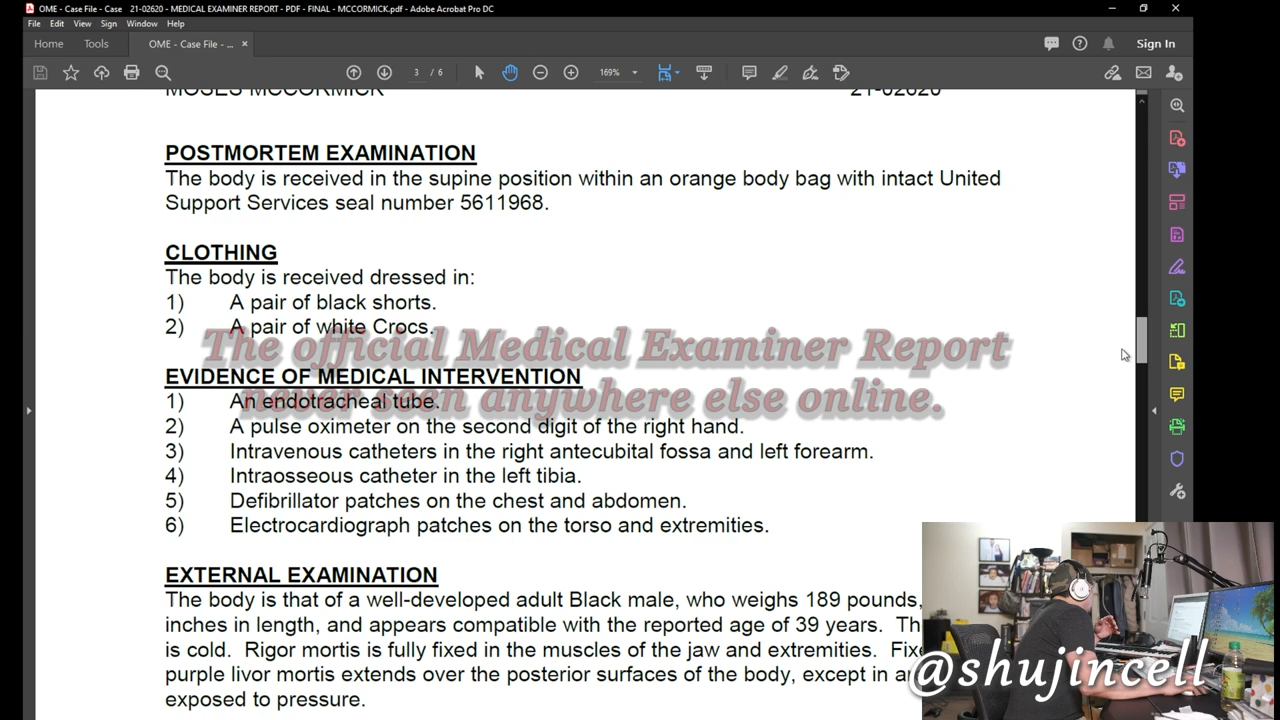 OME - Case File - Case 21-02620 - MEDICAL EXAMINER REPORT - PDF - FINAL - MCCORMICK.pdf - Adobe Acrobat Pro DC
File Edit View Sign Window Help
Home Tools OME - Case File - ... × Sign In
3 / 6 169%
MOSES MCCORMICK 21-02620
POSTMORTEM EXAMINATION
The body is received in the supine position within an orange body bag with intact United
Support Services seal number 5611968.
CLOTHING
The body is received dressed in:
1) A pair of black shorts.
2) A pair of white Crocs.
The official Medical Examiner Report
never seen anywhere else online.
EVIDENCE OF MEDICAL INTERVENTION
1) An endotracheal tube.
2) A pulse oximeter on the second digit of the right hand.
3) Intravenous catheters in the right antecubital fossa and left forearm.
4) Intraosseous catheter in the left tibia.
5) Defibrillator patches on the chest and abdomen.
6) Electrocardiograph patches on the torso and extremities.
EXTERNAL EXAMINATION
The body is that of a well-developed adult Black male, who weighs 189 pounds,
inches in length, and appears compatible with the reported age of 39 years. Th
is cold. Rigor mortis is fully fixed in the muscles of the jaw and extremities. Fixe
purple livor mortis extends over the posterior surfaces of the body, except in ar
exposed to pressure.
@shujincell